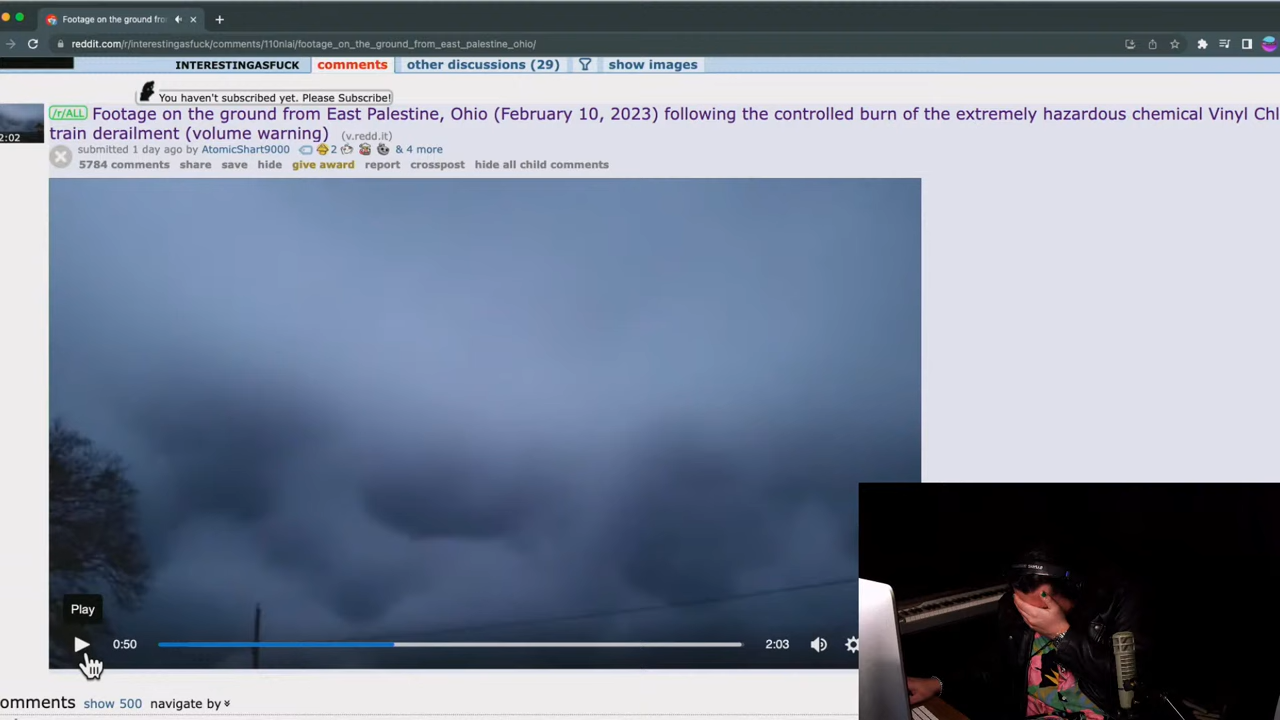 Footage on the ground from
reddit.com/r/interestingasfuck/comments/110nlai/footage_on_the_ground_from_east_palestine_ohio/
INTERESTINGASFUCK comments other discussions (29) show images
You haven't subscribed yet. Please Subscribe!
/r/ALL Footage on the ground from East Palestine, Ohio (February 10, 2023) following the controlled burn of the extremely hazardous chemical Vinyl Chl
train derailment (volume warning) (v.redd.it)
2:02
submitted 1 day ago by AtomicShart9000 2 & 4 more
5784 comments share save hide give award report crosspost hide all child comments
Play
0:50 2:03
omments show 500 navigate by